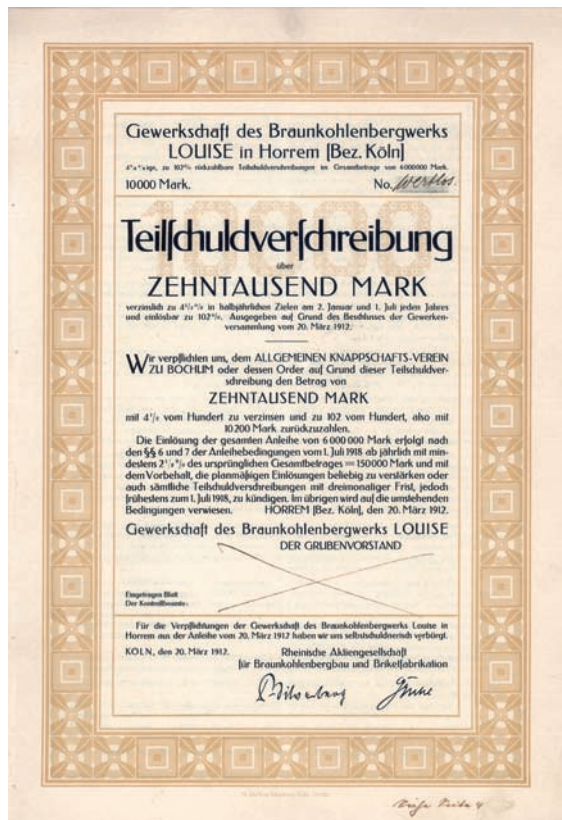 Gewerkschaft des Braunkohlenbergwerks
LOUISE in Horrem [Bez. Köln]
4½%ige, zu 102% rückzahlbare Teilschuldverschreibungen im Gesamtbetrage von 6000000 Mark.
10000 Mark. No. wertlos.
10000
Teilschuldverschreibung
über
ZEHNTAUSEND MARK
verzinslich zu 4½% in halbjährlichen Zielen am 2. Januar und 1. Juli jeden Jahres
und einlösbar zu 102%. Ausgegeben auf Grund des Beschlusses der Gewerken-
versammlung vom 20. März 1912.
Wir verpflichten uns, dem ALLGEMEINEN KNAPPSCHAFTS-VEREIN
ZU BOCHUM oder dessen Order auf Grund dieser Teilschuldver-
schreibung den Betrag von
ZEHNTAUSEND MARK
mit 4½ vom Hundert zu verzinsen und zu 102 vom Hundert, also mit
10200 Mark zurückzuzahlen.
Die Einlösung der gesamten Anleihe von 6000000 Mark erfolgt nach
den §§ 6 und 7 der Anleihebedingungen vom 1. Juli 1918 ab jährlich mit min-
destens 2½% des ursprünglichen Gesamtbetrages = 150000 Mark und mit
dem Vorbehalt, die planmäßigen Einlösungen beliebig zu verstärken oder
auch sämtliche Teilschuldverschreibungen mit dreimonatiger Frist, jedoch
frühestens zum 1. Juli 1918, zu kündigen. Im übrigen wird auf die umstehenden
Bedingungen verwiesen. HORREM [Bez. Köln], den 20. März 1912.
Gewerkschaft des Braunkohlenbergwerks LOUISE
DER GRUBENVORSTAND
Eingetragen Blatt
Der Kontrollbeamte:
Für die Verpflichtungen der Gewerkschaft des Braunkohlenbergwerks Louise in
Horrem aus der Anleihe vom 20. März 1912 haben wir uns selbstschuldnerisch verbürgt.
KÖLN, den 20. März 1912. Rheinische Aktiengesellschaft
für Braunkohlenbergbau und Brikettfabrikation
Siehe Seite 4